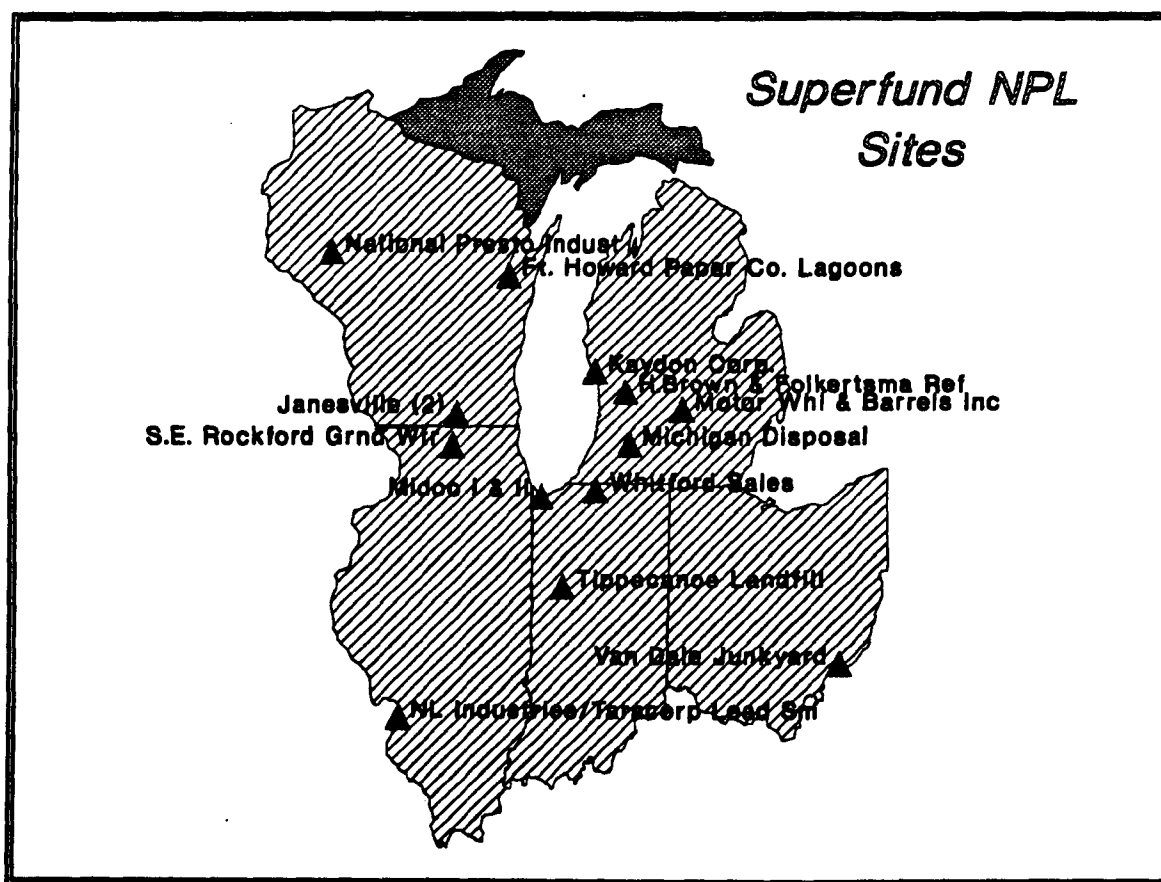 Superfund NPL
Sites
National Presto Indust
Ft. Howard Paper Co. Lagoons
Kaydon Corp.
H.Brown & Folkertsma Ref
Janesville (2)
Motor Whl & Barrels Inc
S.E. Rockford Grnd Wtr
Michigan Disposal
Midco I & II
Whitford Sales
Tippecanoe Landfill
Van Dale Junkyard
NL Industries/Taracorp Lead Sm